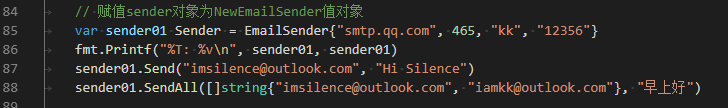 84 // 赋值sender对象为NewEmailSender值对象
85 var sender01 Sender = EmailSender{"smtp.qq.com", 465, "kk", "12356"}
86 fmt.Printf("%T: %v\n", sender01, sender01)
87 sender01.Send("imsilence@outlook.com", "Hi Silence")
88 sender01.SendAll([]string{"imsilence@outlook.com", "iamkk@outlook.com"}, "早上好")
89